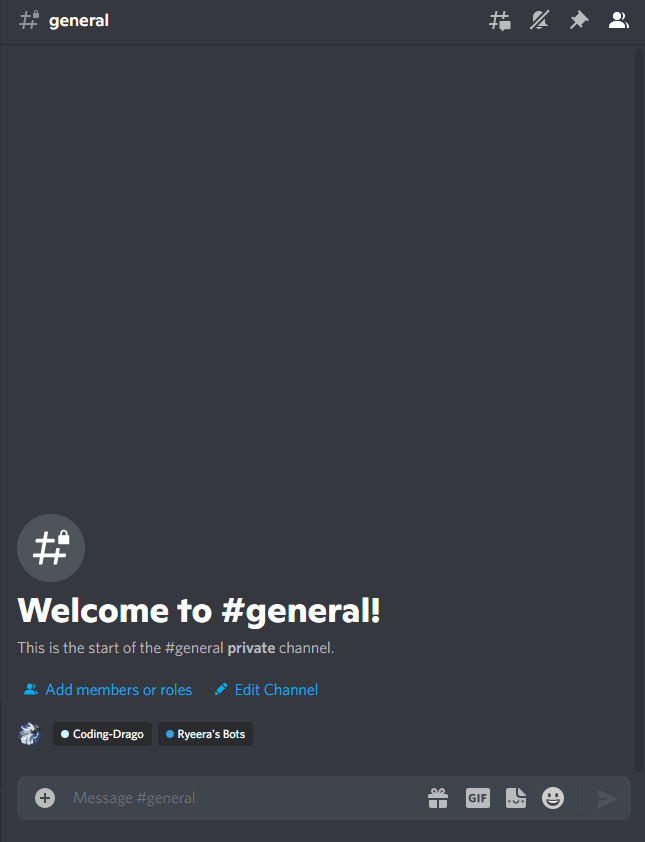 general
Welcome to #general!
This is the start of the #general private channel.
Add members or roles Edit Channel
Coding-Drago Ryeera's Bots
Message #general GIF